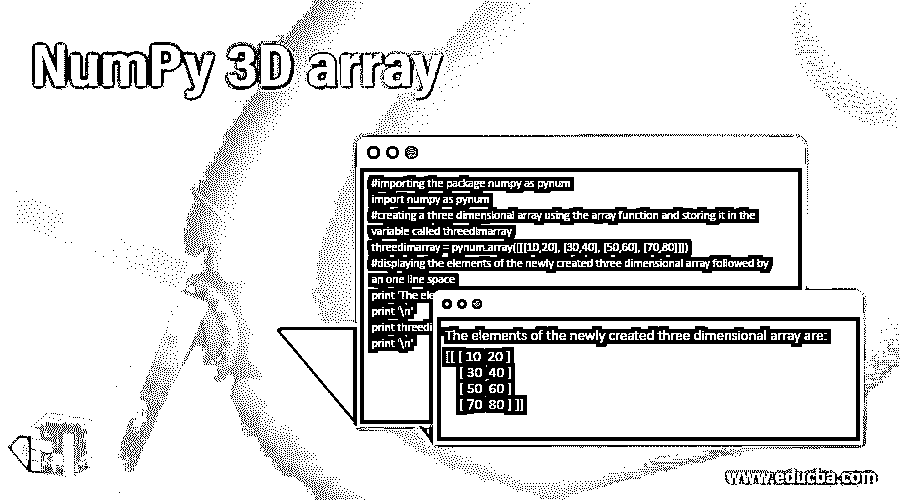 NumPy 3D array
#importing the package numpy as pynum
import numpy as pynum
#creating a three dimensional array using the array function and storing it in the
variable called threedimarray
threedimarray = pynum.array([[[10,20], [30,40], [50,60], [70,80]]])
#displaying the elements of the newly created three dimensional array followed by
an one line space
print 'The ele
print '\n'
print threedi
print '\n'
The elements of the newly created three dimensional array are:
[[ [ 10 20 ]
[ 30 40 ]
[ 50 60 ]
[ 70 80 ] ]]
www.educba.com